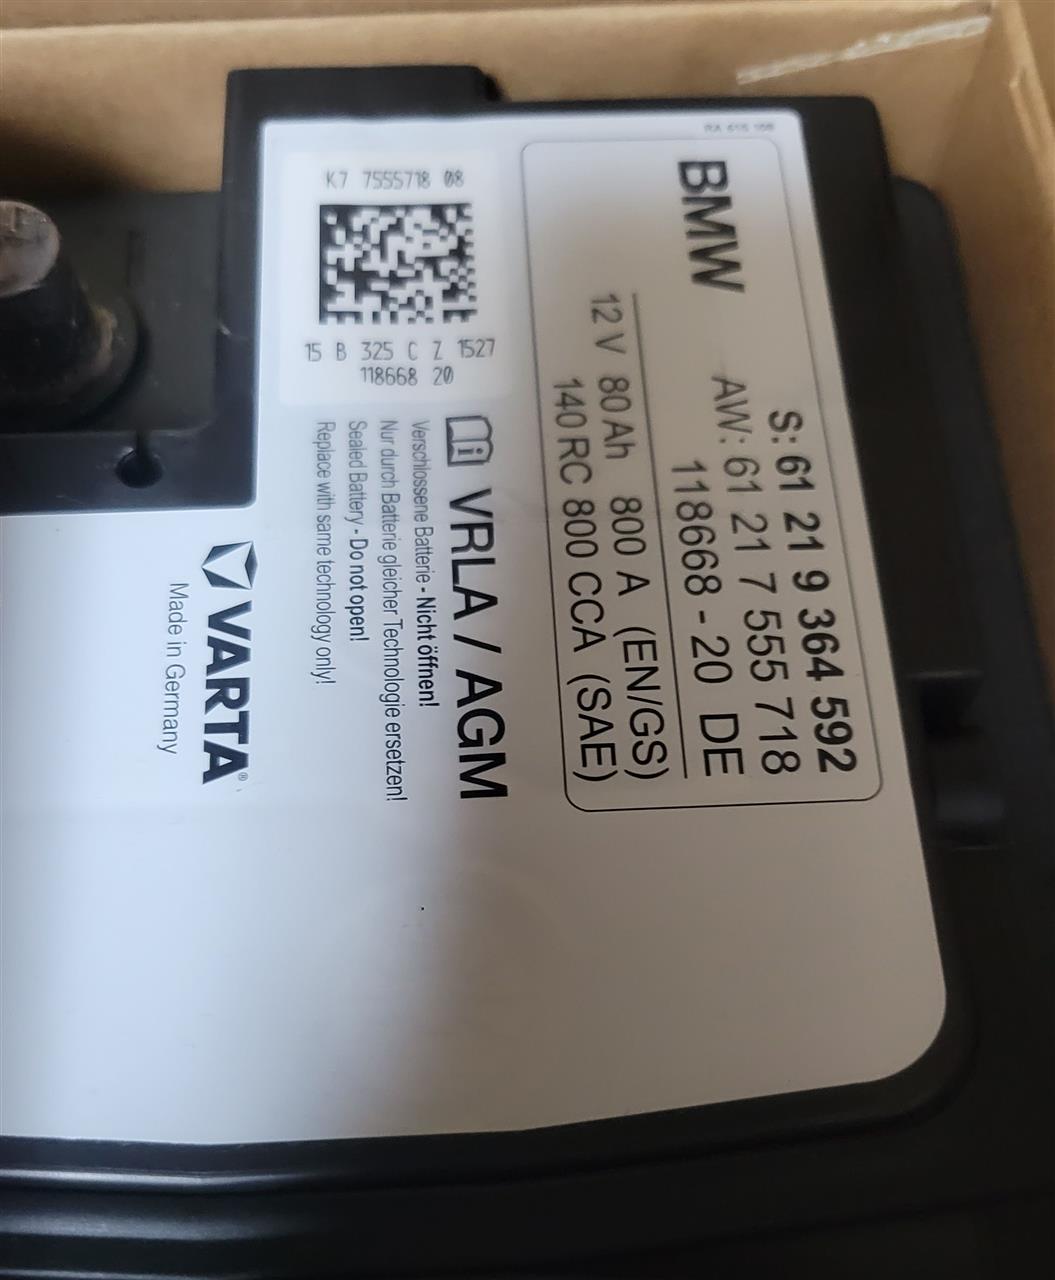 K7 7555718 08
15 B 325 C Z 1527
118668 20
BMW
S: 61 21 9 364 592
AW: 61 21 7 555 718
118668 - 20 DE
12 V 80 Ah 800 A (EN/GS)
140 RC 800 CCA (SAE)
VRLA / AGM
Verschlossene Batterie - Nicht öffnen!
Nur durch Batterie gleicher Technologie ersetzen!
Sealed Battery - Do not open!
Replace with same technology only!
VARTA®
Made in Germany